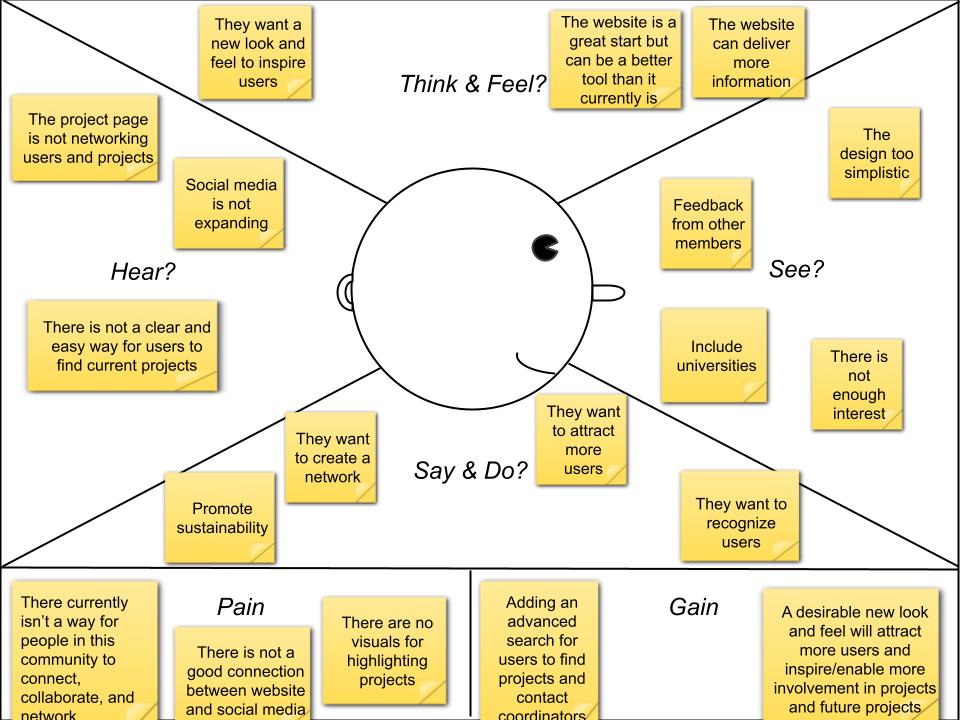 They want a
new look and
feel to inspire
users
Think & Feel?
The website is a
great start but
can be a better
tool than it
currently is
The website
can deliver
more
information
The project page
is not networking
users and projects
Social media
is not
expanding
Hear?
There is not a clear and
easy way for users to
find current projects
The
design too
simplistic
Feedback
from other
members
See?
Include
universities
There is
not
enough
interest
They want
to create a
network
Promote
sustainability
Say & Do?
They want
to attract
more
users
They want to
recognize
users
There currently
isn't a way for
people in this
community to
connect,
collaborate, and
network
Pain
There is not a
good connection
between website
and social media
There are no
visuals for
highlighting
projects
Adding an
advanced
search for
users to find
projects and
contact
coordinators
Gain
A desirable new look
and feel will attract
more users and
inspire/enable more
involvement in projects
and future projects